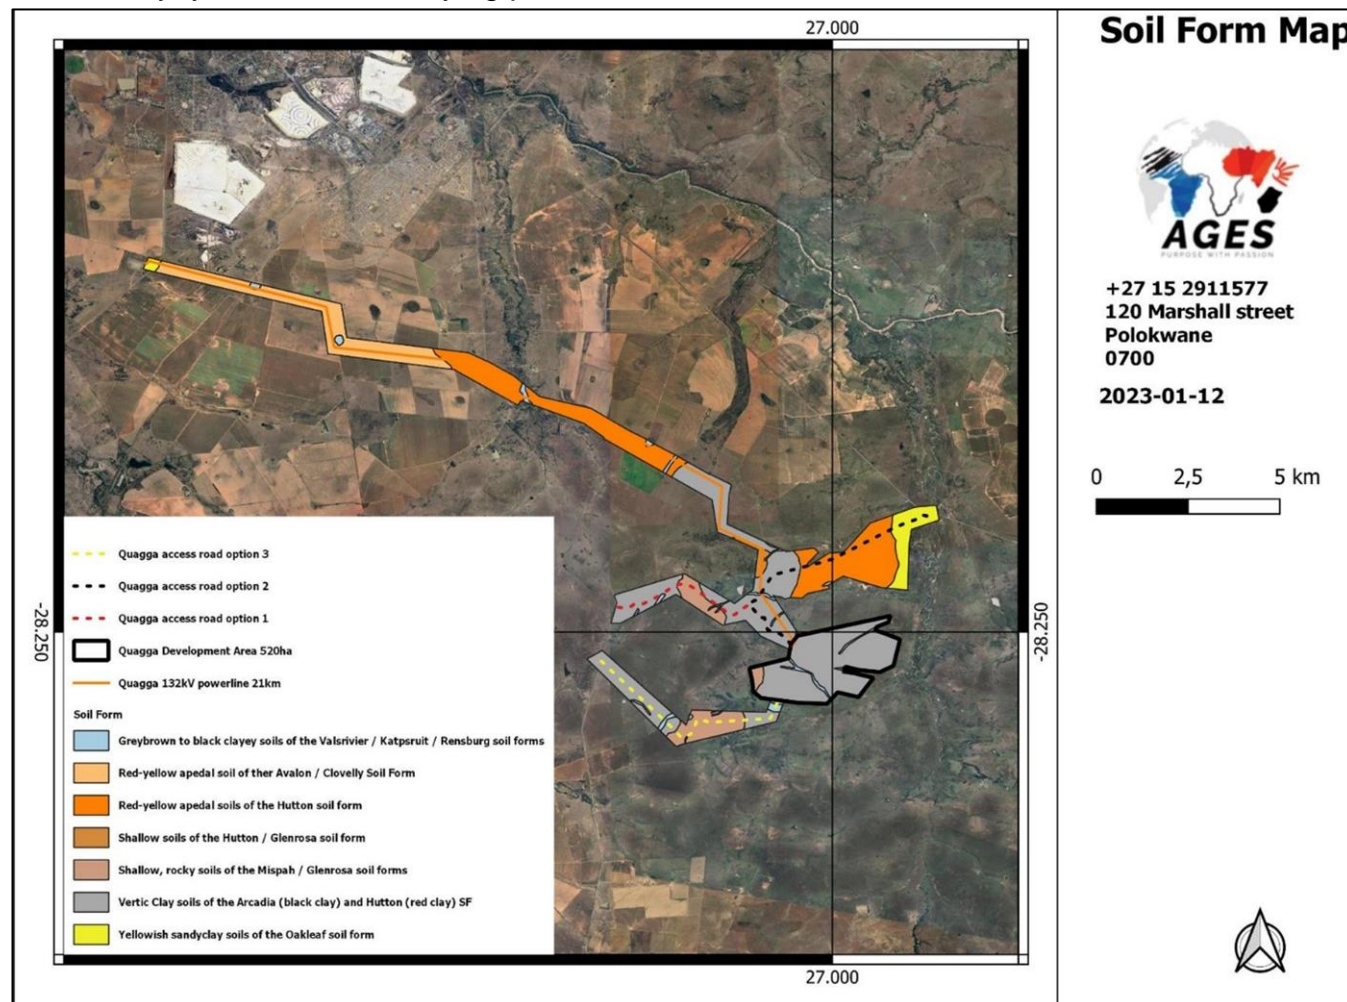 27.000
Soil Form Map
AGES
PURPOSE WITH PASSION
+27 15 2911577
120 Marshall street
Polokwane
0700
2023-01-12
0 2,5 5 km
Quagga access road option 3
Quagga access road option 2
Quagga access road option 1
Quagga Development Area 520ha
Quagga 132kV powerline 21km
Soil Form
Greybrown to black clayey soils of the Valsrivier / Katpsruit / Rensburg soil forms
Red-yellow apedal soil of ther Avalon / Clovelly Soil Form
Red-yellow apedal soils of the Hutton soil form
Shallow soils of the Hutton / Glenrosa soil form
Shallow, rocky soils of the Mispah / Glenrosa soil forms
Vertic Clay soils of the Arcadia (black clay) and Hutton (red clay) SF
Yellowish sandyclay soils of the Oakleaf soil form
-28.250
-28.250
27.000